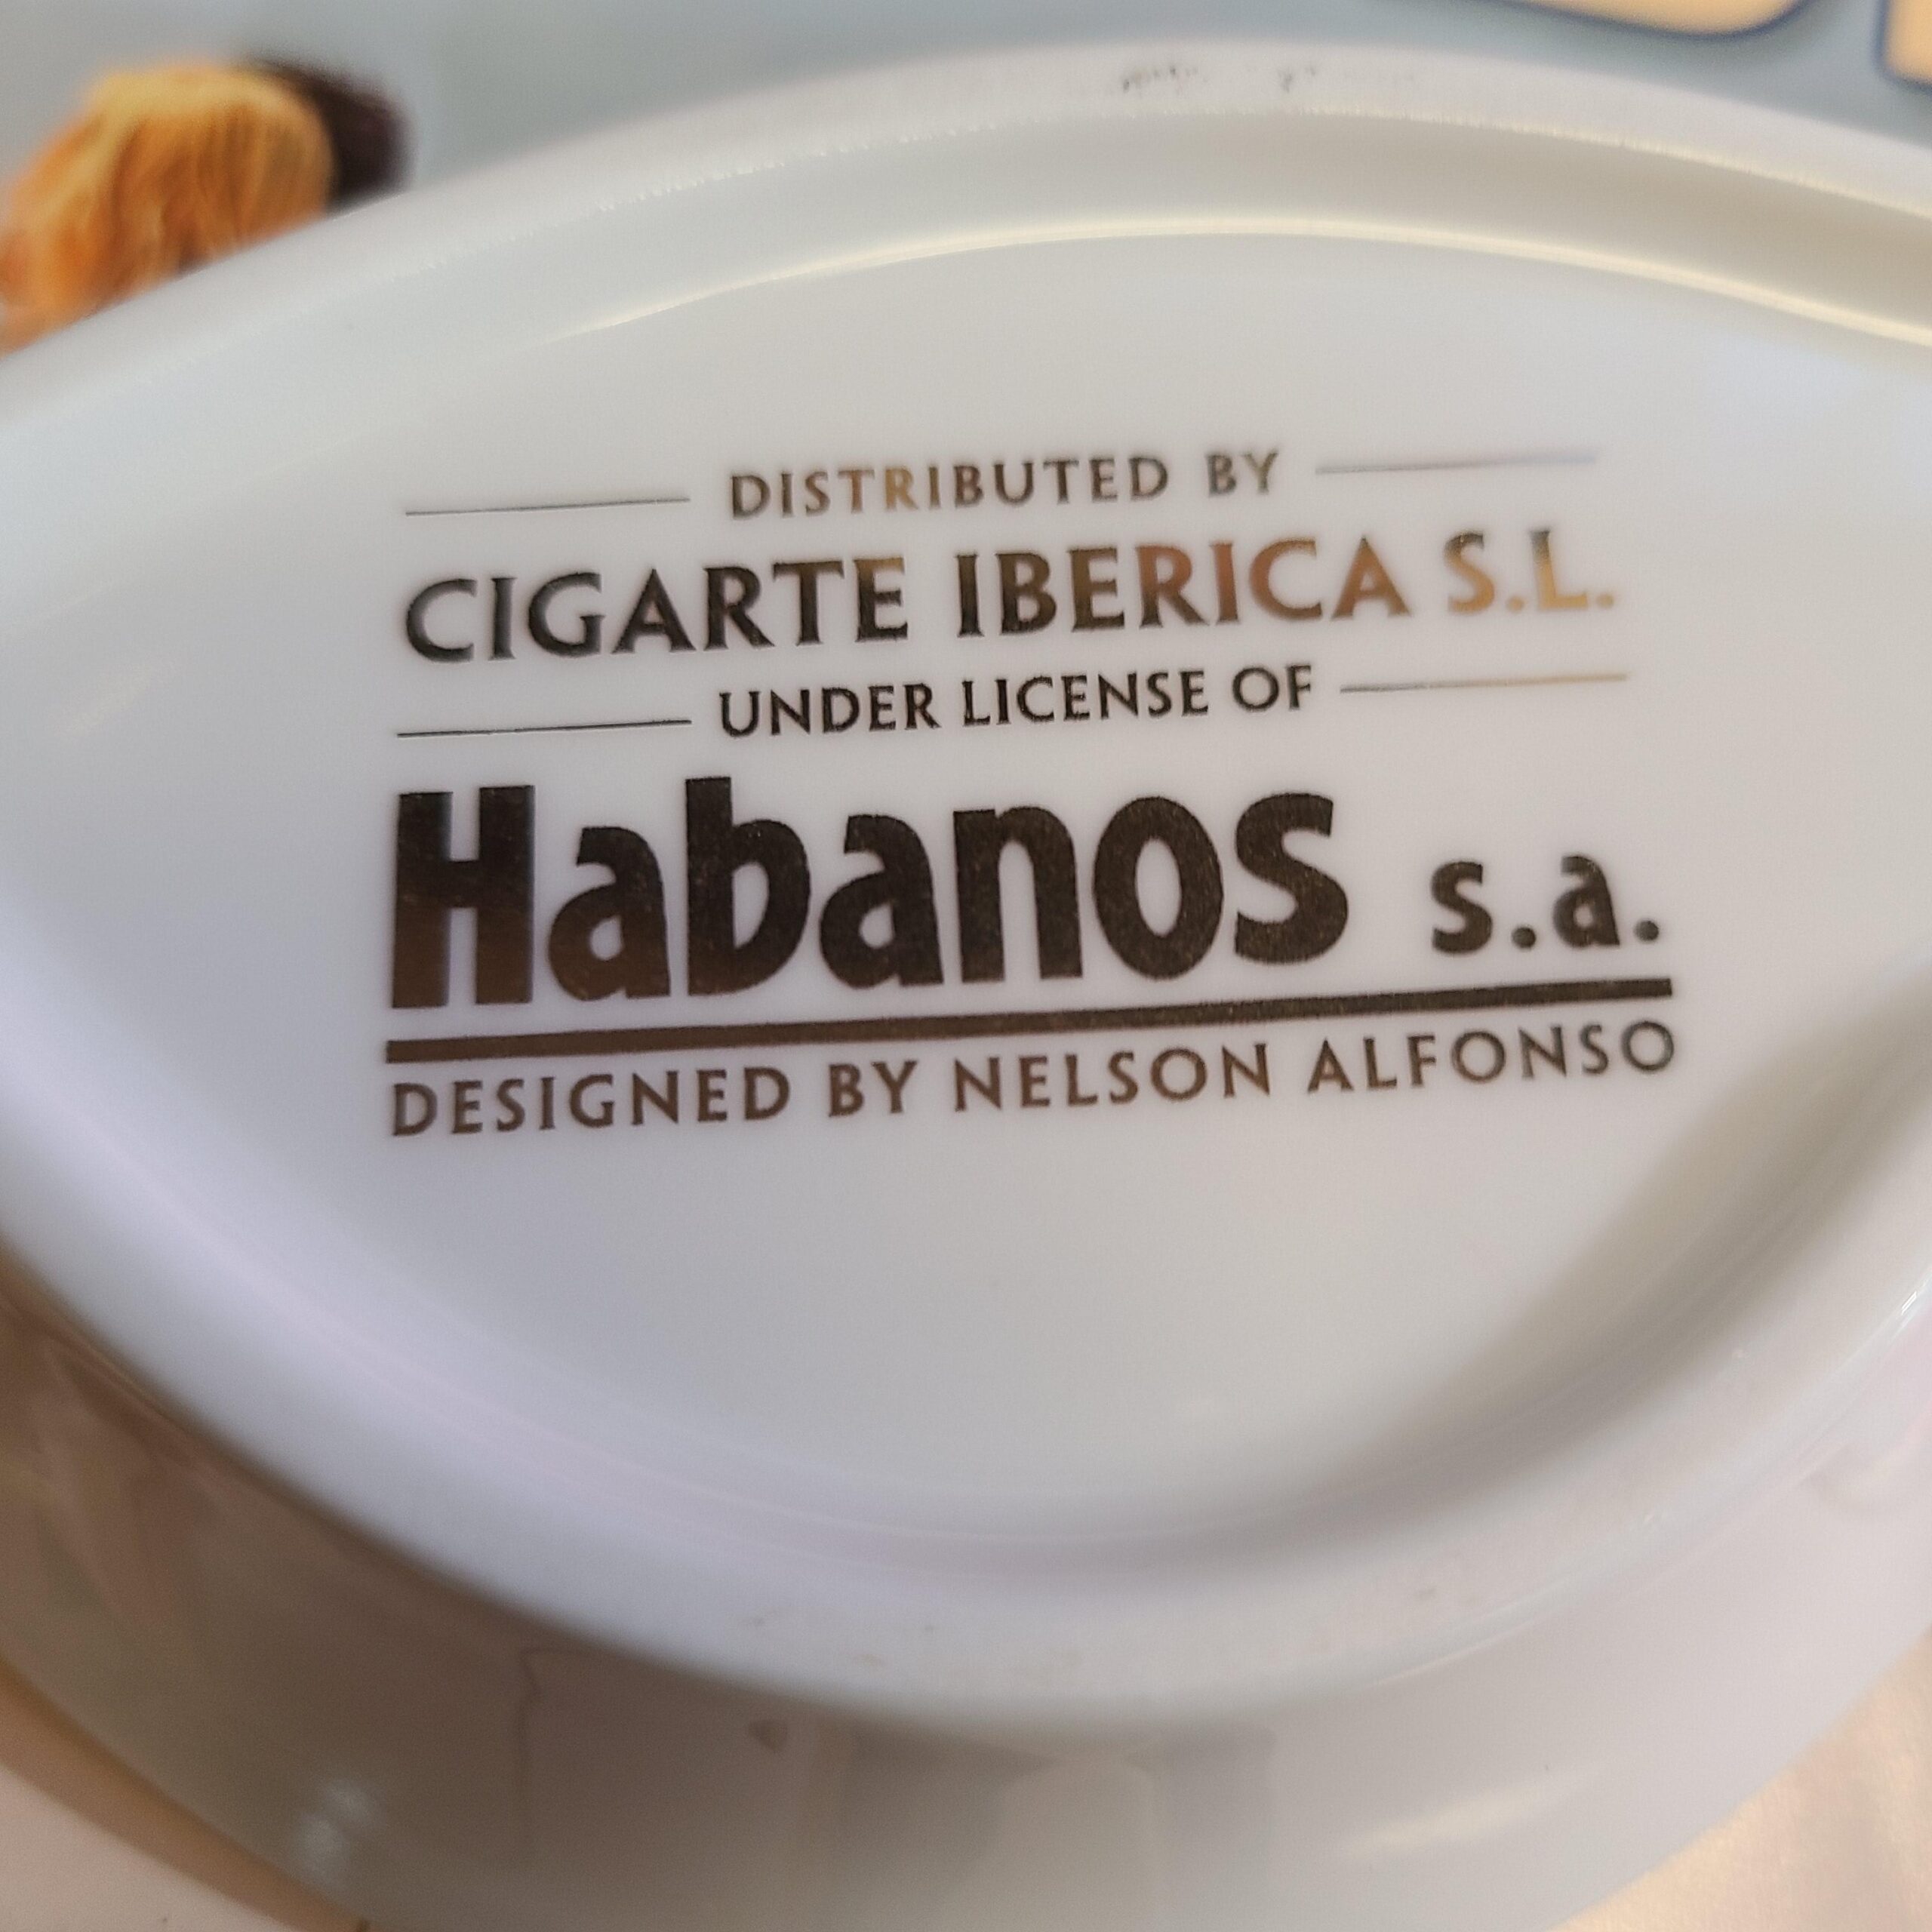 DISTRIBUTED BY
CIGARTE IBERICA S.L.
UNDER LICENSE OF
Habanos s.a.
DESIGNED BY NELSON ALFONSO